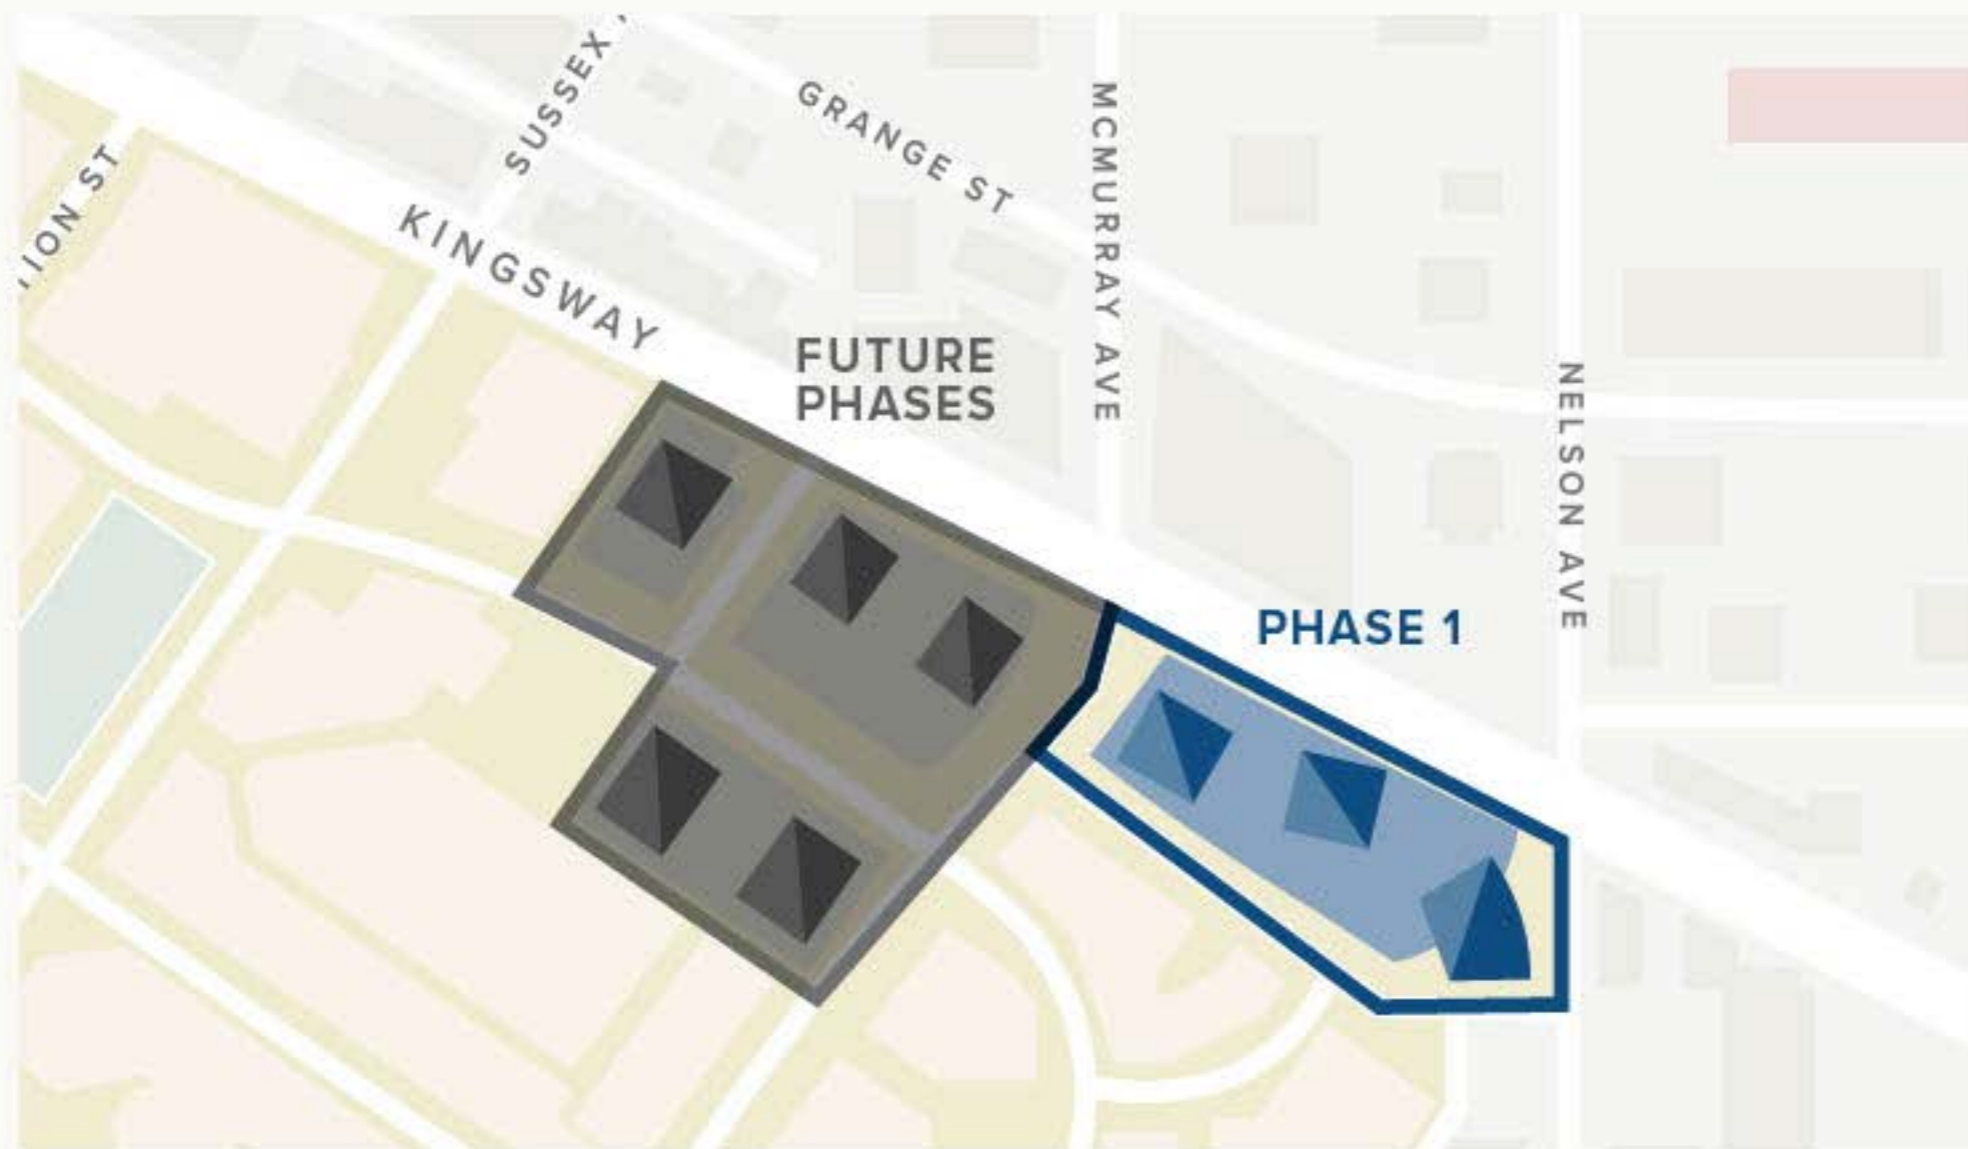 SUSSEX
GRANGE ST
MCMURRAY AVE
ION ST
KINGSWAY
FUTURE
PHASES
NELSON AVE
PHASE 1